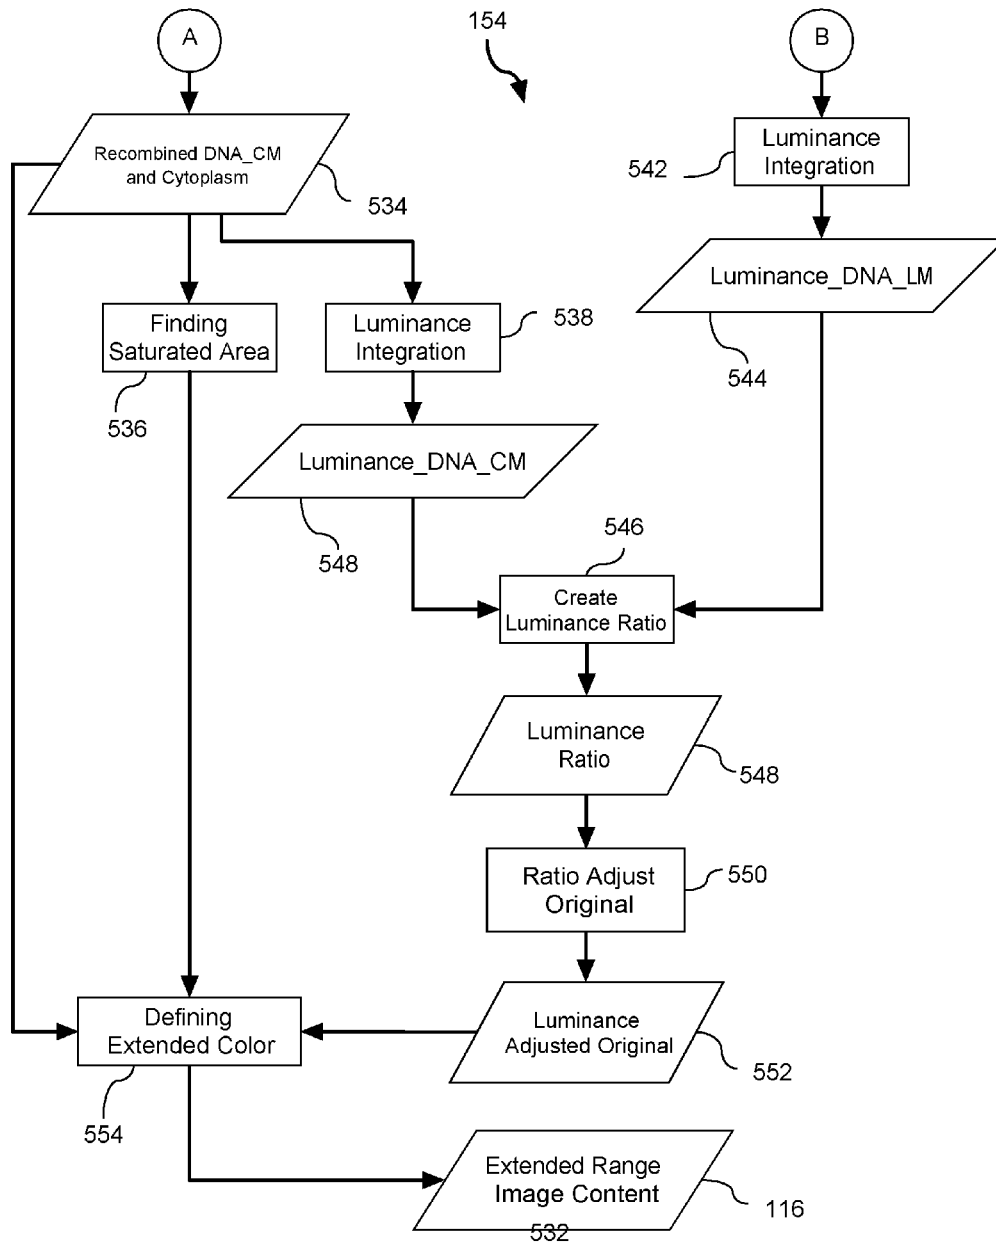 A
154
B
Recombined DNA_CM
and Cytoplasm
534
Luminance
Integration
542
Luminance_DNA_LM
544
Finding
Saturated Area
536
Luminance
Integration
538
Luminance_DNA_CM
548
546
Create
Luminance Ratio
Luminance
Ratio
548
Ratio Adjust
Original
550
Defining
Extended Color
554
Luminance
Adjusted Original
552
Extended Range
Image Content
532
116